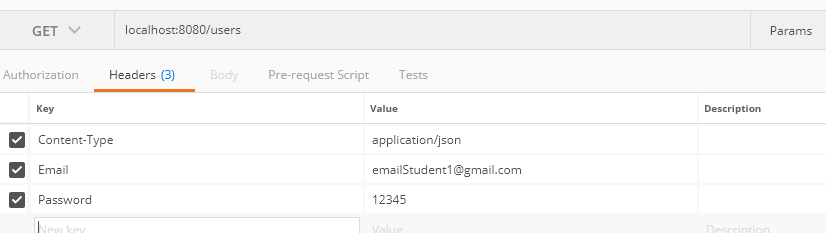 GET localhost:8080/users Params
Authorization Headers (3) Body Pre-request Script Tests
Key Value Description
Content-Type application/json
Email emailStudent1@gmail.com
Password 12345
New key Value Description